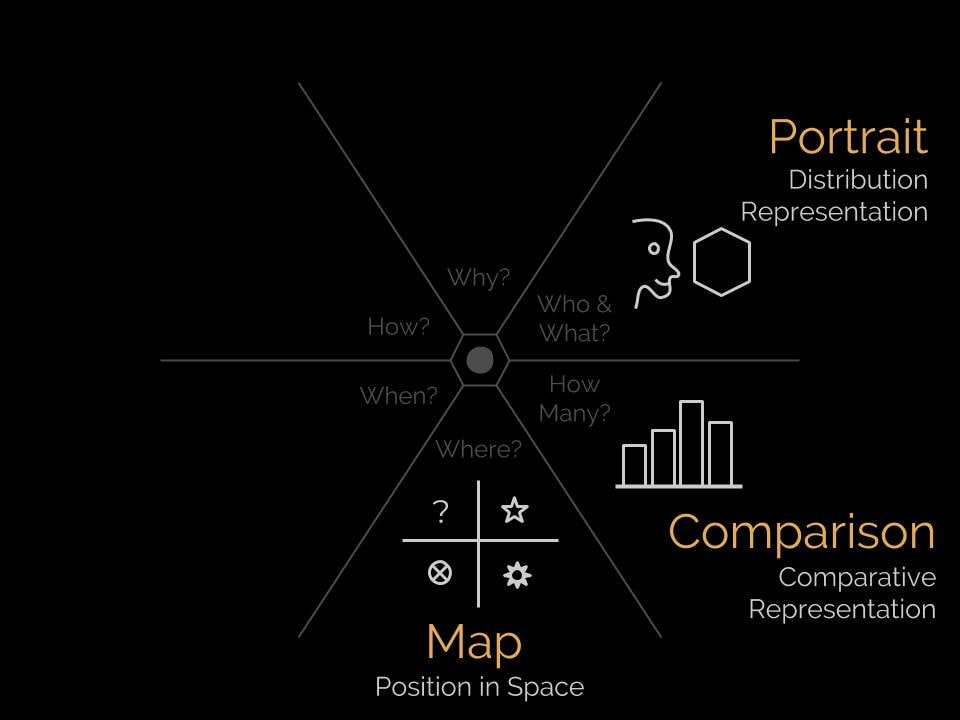 Portrait
Distribution
Representation
Why?
Who &
What?
How?
How
Many?
When?
Where?
?
Comparison
Comparative
Representation
Map
Position in Space